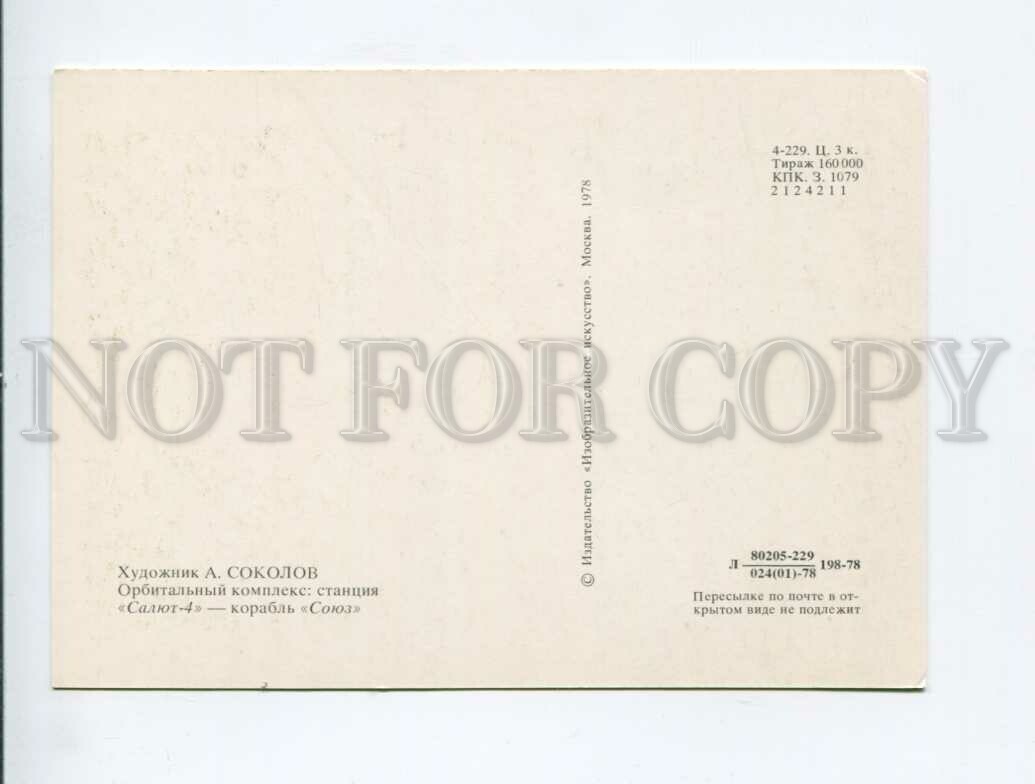 4-229. Ц. 3 к.
Тираж 160 000
КПК. З. 1079
2 1 2 4 2 1 1
© Издательство «Изобразительное искусство». Москва. 1978
NOT FOR COPY
Художник А. СОКОЛОВ
Орбитальный комплекс: станция
«Салют-4» — корабль «Союз»
Л 80205-229 198-78
024(01)-78
Пересылке по почте в от-
крытом виде не подлежит